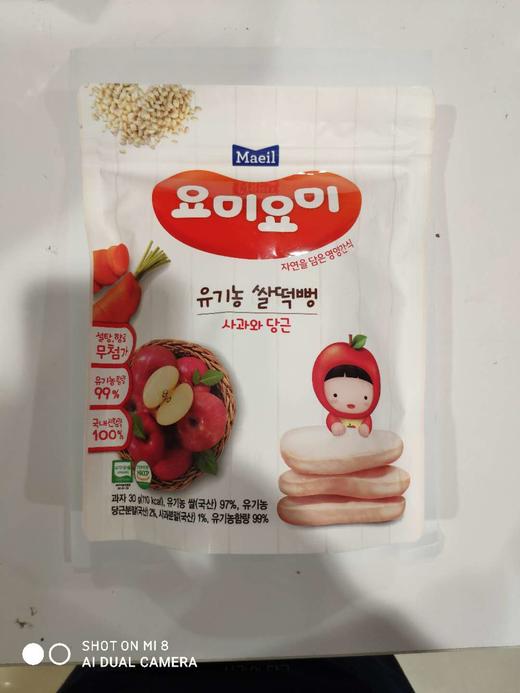 Maeil
요미요미
자연을 담은 영양간식
유기농 쌀떡뻥
사과와 당근
설탕, 향료
무첨가
유기농함량
99%
국내산원료
100%
HACCP
과자 30 g(110 kcal), 유기농 쌀(국산) 97%, 유기농
당근분말(국산) 2%, 사과분말(국산) 1%, 유기농함량 99%
SHOT ON MI 8
AI DUAL CAMERA